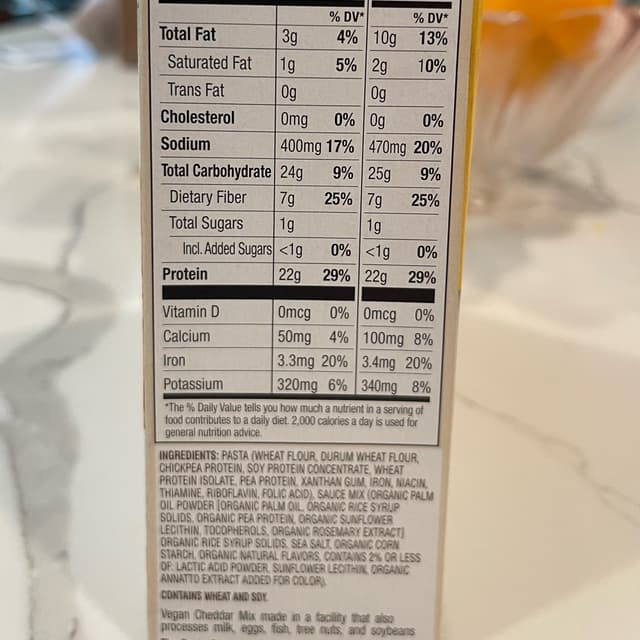 % DV* % DV*
Total Fat 3g 4% 10g 13%
Saturated Fat 1g 5% 2g 10%
Trans Fat 0g 0g
Cholesterol 0mg 0% 0g 0%
Sodium 400mg 17% 470mg 20%
Total Carbohydrate 24g 9% 25g 9%
Dietary Fiber 7g 25% 7g 25%
Total Sugars 1g 1g
Incl. Added Sugars <1g 0% <1g 0%
Protein 22g 29% 22g 29%
Vitamin D 0mcg 0% 0mcg 0%
Calcium 50mg 4% 100mg 8%
Iron 3.3mg 20% 3.4mg 20%
Potassium 320mg 6% 340mg 8%
*The % Daily Value tells you how much a nutrient in a serving of
food contributes to a daily diet. 2,000 calories a day is used for
general nutrition advice.
INGREDIENTS: PASTA (WHEAT FLOUR, DURUM WHEAT FLOUR,
CHICKPEA PROTEIN, SOY PROTEIN CONCENTRATE, WHEAT
PROTEIN ISOLATE, PEA PROTEIN, XANTHAN GUM, IRON, NIACIN,
THIAMINE, RIBOFLAVIN, FOLIC ACID), SAUCE MIX (ORGANIC PALM
OIL POWDER [ORGANIC PALM OIL, ORGANIC RICE SYRUP
SOLIDS, ORGANIC PEA PROTEIN, ORGANIC SUNFLOWER
LECITHIN, TOCOPHEROLS, ORGANIC ROSEMARY EXTRACT]
ORGANIC RICE SYRUP SOLIDS, SEA SALT, ORGANIC CORN
STARCH, ORGANIC NATURAL FLAVORS, CONTAINS 2% OR LESS
OF: LACTIC ACID POWDER, SUNFLOWER LECITHIN, ORGANIC
ANNATTO EXTRACT ADDED FOR COLOR).
CONTAINS WHEAT AND SOY.
Vegan Cheddar Mix made in a facility that also
processes milk, eggs, fish, tree nuts, and soybeans